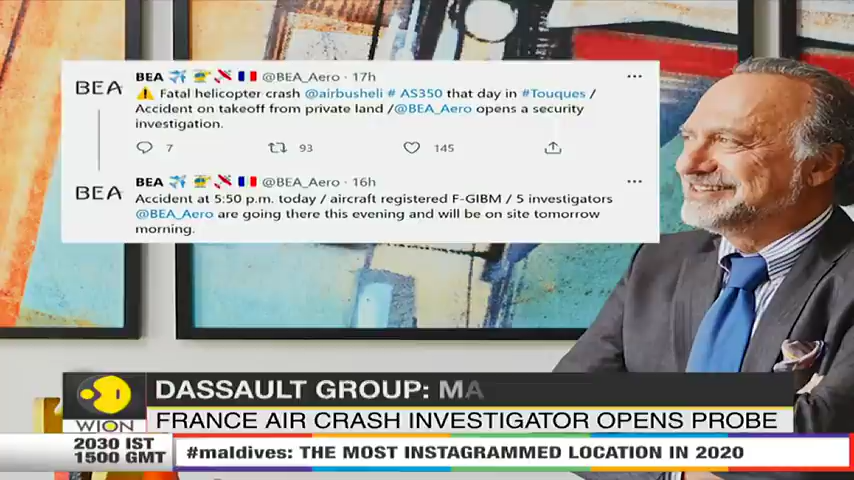 BEA
BEA @BEA_Aero · 17h
Fatal helicopter crash @airbusheli # AS350 that day in #Touques /
Accident on takeoff from private land /@BEA_Aero opens a security
investigation.
7 93 145
BEA
BEA @BEA_Aero · 16h
Accident at 5:50 p.m. today / aircraft registered F-GIBM / 5 investigators
@BEA_Aero are going there this evening and will be on site tomorrow
morning.
DASSAULT GROUP: MA
WION
FRANCE AIR CRASH INVESTIGATOR OPENS PROBE
2030 IST
1500 GMT
#maldives: THE MOST INSTAGRAMMED LOCATION IN 2020